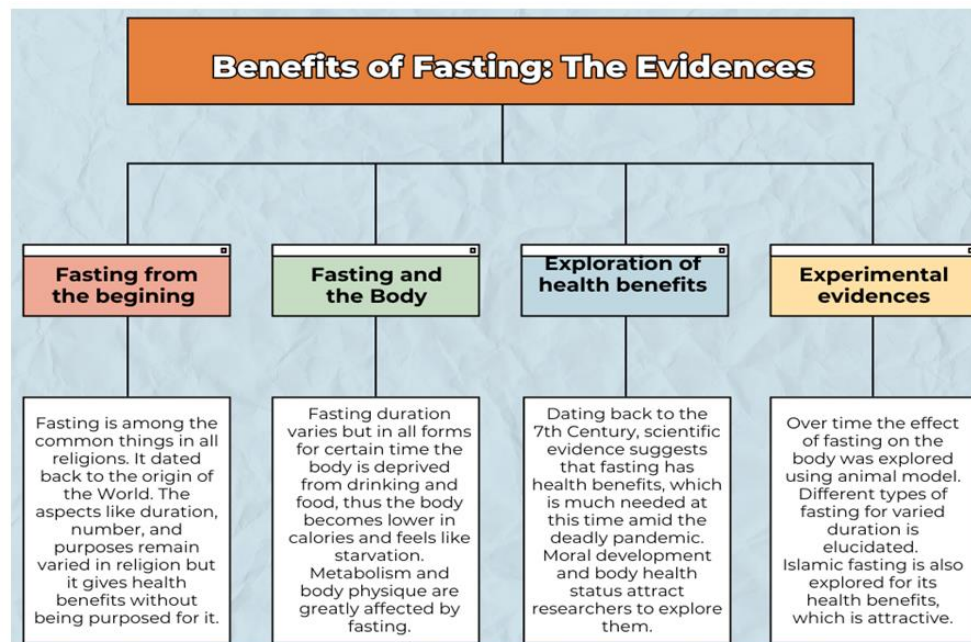 Benefits of Fasting: The Evidences
Fasting from
the begining
Fasting is among the
common things in all
religions. It dated
back to the origin of
the World. The
aspects like duration,
number, and
purposes remain
varied in religion but
it gives health
benefits without
being purposed for it.
Fasting and
the Body
Fasting duration
varies but in all forms
for certain time the
body is deprived
from drinking and
food, thus the body
becomes lower in
calories and feels like
starvation.
Metabolism and
body physique are
greatly affected by
fasting.
Exploration of
health benefits
Dating back to the
7th Century, scientific
evidence suggests
that fasting has
health benefits, which
is much needed at
this time amid the
deadly pandemic.
Moral development
and body health
status attract
researchers to explore
them.
Experimental
evidences
Over time the effect
of fasting on the
body was explored
using animal model.
Different types of
fasting for varied
duration is
elucidated.
Islamic fasting is also
explored for its
health benefits,
which is attractive.